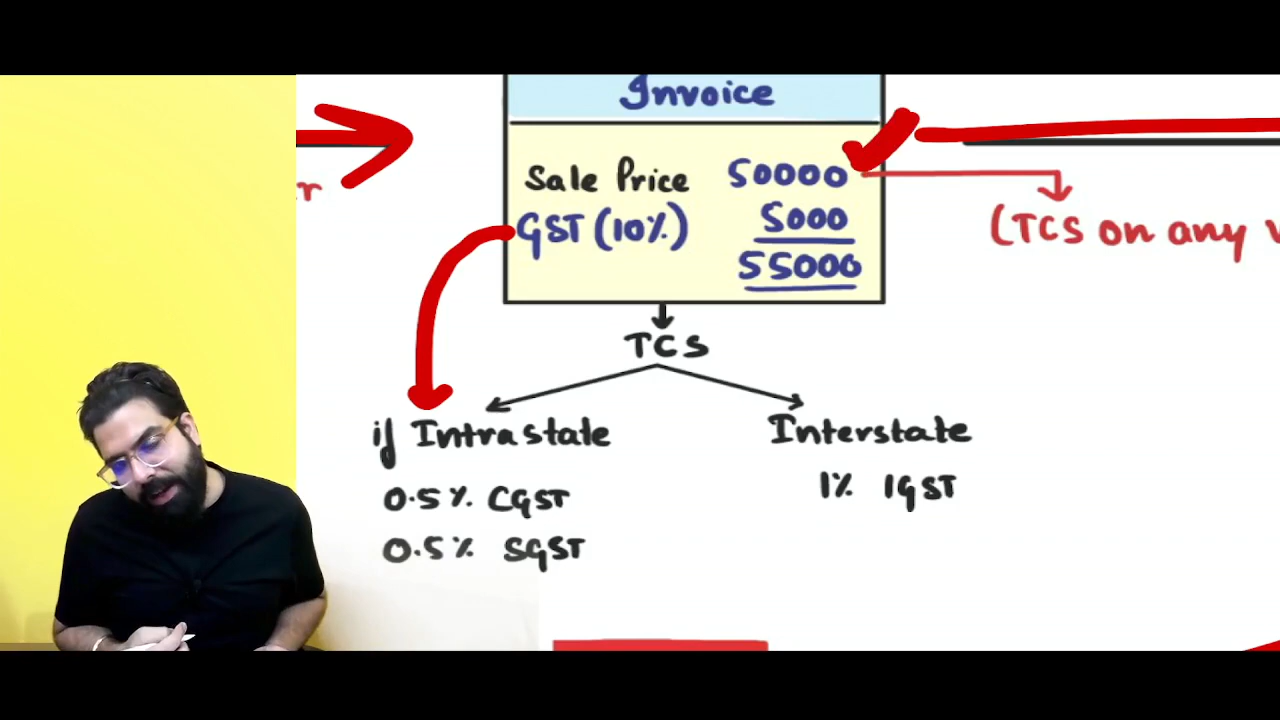 Invoice
Sale Price 50000
GST (10%) 5000
55000
(TCS on any
TCS
if Intrastate
Interstate
0.5% CGST
1% IGST
0.5% SGST